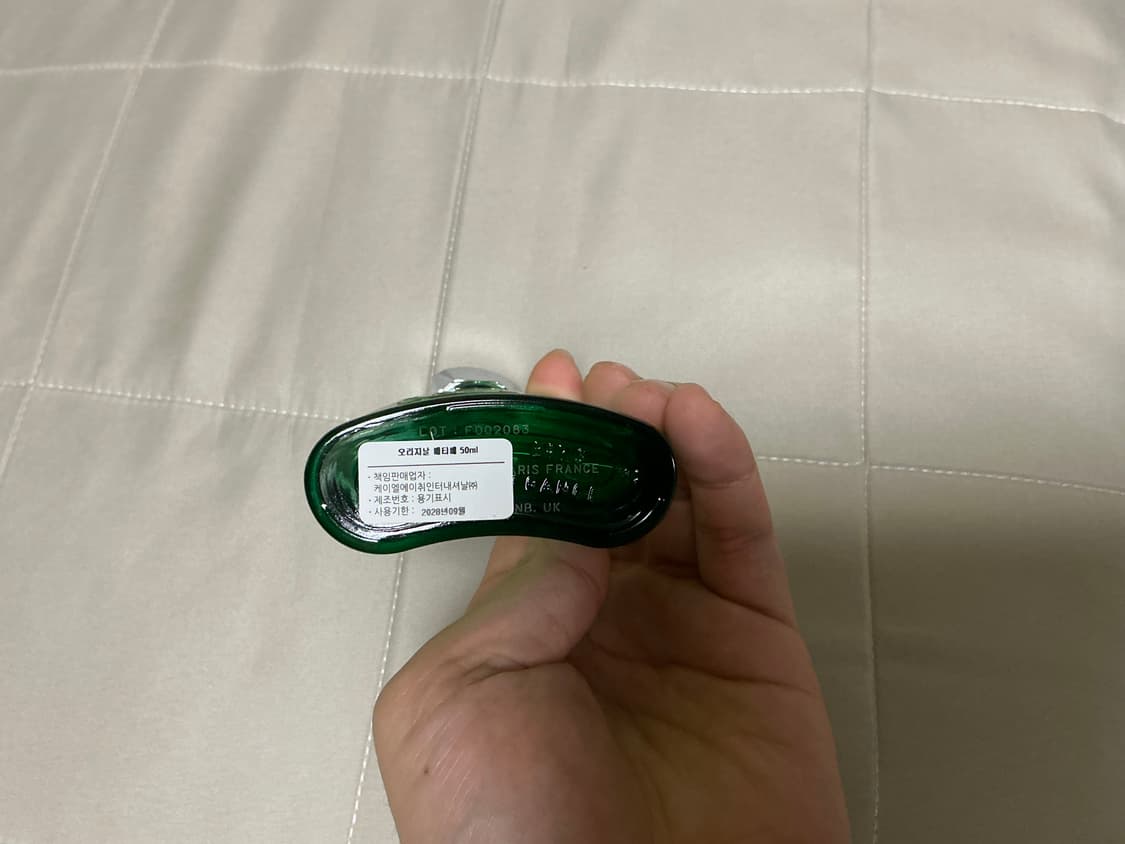 LOT : F002083
오리지날 베티베 50ml
· 책임판매업자 :
케이엘에이취인터내셔날㈜
· 제조번호 : 용기표시
· 사용기한 : 2028년09월
FRANCE
UK